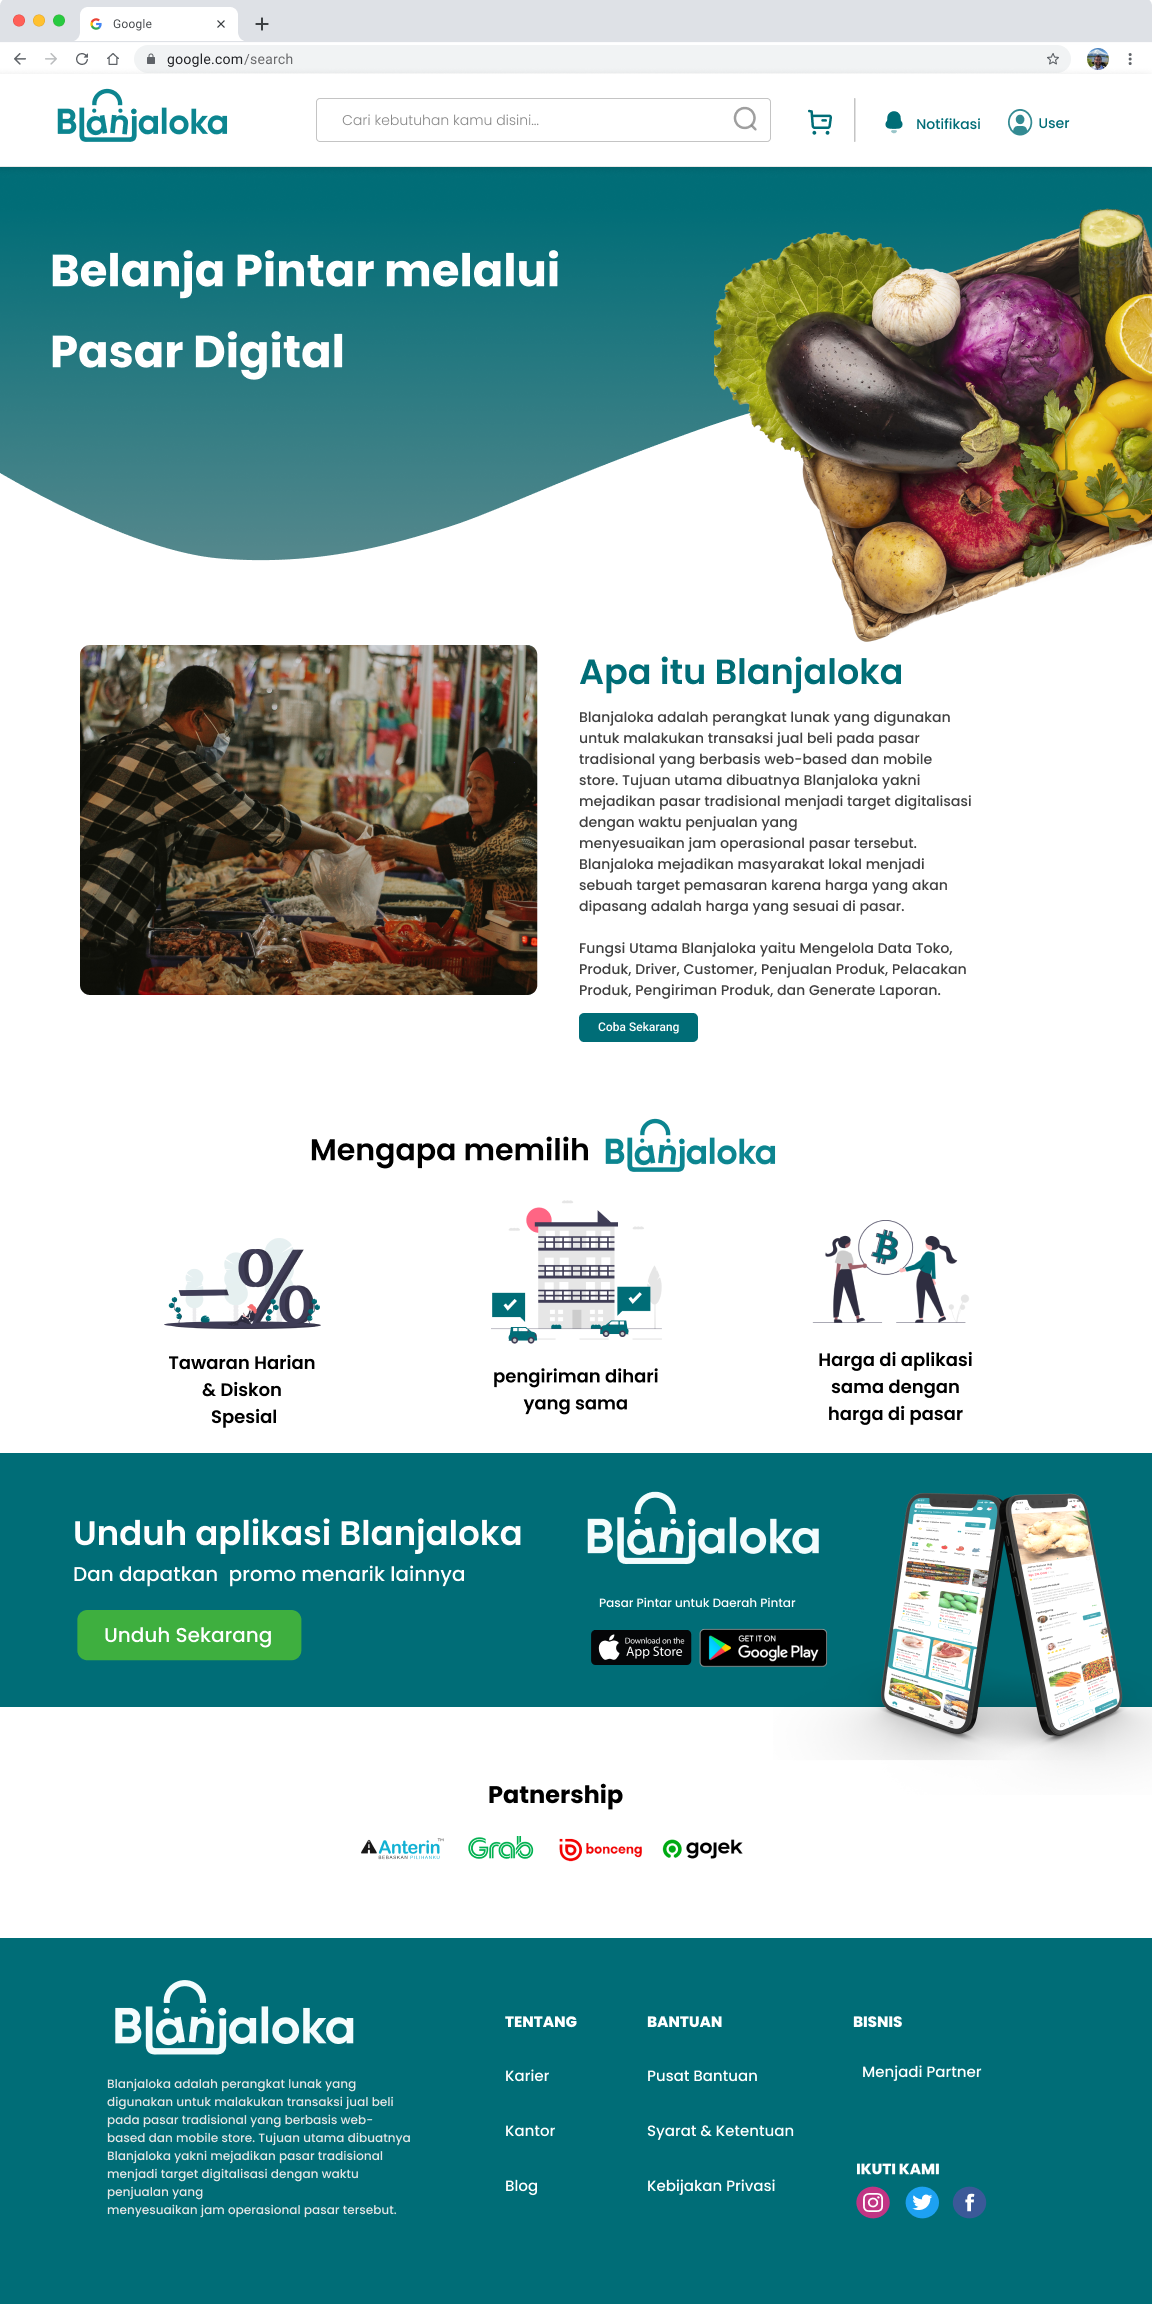 Google
google.com/search
Blanjaloka
Cari kebutuhan kamu disini...
Notifikasi
User
Belanja Pintar melalui
Pasar Digital
Apa itu Blanjaloka
Blanjaloka adalah perangkat lunak yang digunakan
untuk malakukan transaksi jual beli pada pasar
tradisional yang berbasis web-based dan mobile
store. Tujuan utama dibuatnya Blanjaloka yakni
mejadikan pasar tradisional menjadi target digitalisasi
dengan waktu penjualan yang
menyesuaikan jam operasional pasar tersebut.
Blanjaloka mejadikan masyarakat lokal menjadi
sebuah target pemasaran karena harga yang akan
dipasang adalah harga yang sesuai di pasar.
Fungsi Utama Blanjaloka yaitu Mengelola Data Toko,
Produk, Driver, Customer, Penjualan Produk, Pelacakan
Produk, Pengiriman Produk, dan Generate Laporan.
Coba Sekarang
Mengapa memilih Blanjaloka
%
Tawaran Harian
& Diskon
Spesial
pengiriman dihari
yang sama
Harga di aplikasi
sama dengan
harga di pasar
Unduh aplikasi Blanjaloka
Dan dapatkan promo menarik lainnya
Unduh Sekarang
Blanjaloka
Pasar Pintar untuk Daerah Pintar
Download on the
App Store
GET IT ON
Google Play
Patnership
Anterin™
Grab
bonceng
gojek
Blanjaloka
Blanjaloka adalah perangkat lunak yang
digunakan untuk malakukan transaksi jual beli
pada pasar tradisional yang berbasis web-
based dan mobile store. Tujuan utama dibuatnya
Blanjaloka yakni mejadikan pasar tradisional
menjadi target digitalisasi dengan waktu
penjualan yang
menyesuaikan jam operasional pasar tersebut.
TENTANG
Karier
Kantor
Blog
BANTUAN
Pusat Bantuan
Syarat & Ketentuan
Kebijakan Privasi
BISNIS
Menjadi Partner
IKUTI KAMI